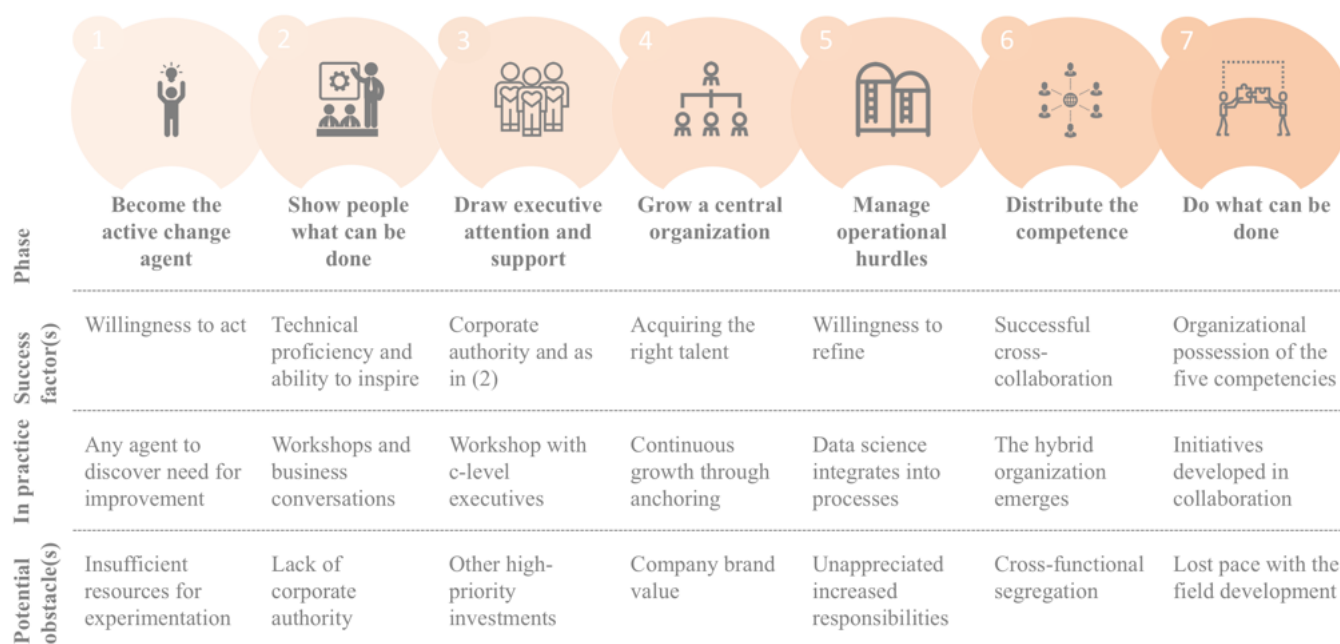 1
2
3
4
5
6
7
Phase
Become the
active change
agent
Show people
what can be
done
Draw executive
attention and
support
Grow a central
organization
Manage
operational
hurdles
Distribute the
competence
Do what can be
done
Success
factor(s)
Willingness to act
Technical
proficiency and
ability to inspire
Corporate
authority and as
in (2)
Acquiring the
right talent
Willingness to
refine
Successful
cross-
collaboration
Organizational
possession of the
five competencies
In practice
Any agent to
discover need for
improvement
Workshops and
business
conversations
Workshop with
c-level
executives
Continuous
growth through
anchoring
Data science
integrates into
processes
The hybrid
organization
emerges
Initiatives
developed in
collaboration
Potential
obstacle(s)
Insufficient
resources for
experimentation
Lack of
corporate
authority
Other high-
priority
investments
Company brand
value
Unappreciated
increased
responsibilities
Cross-functional
segregation
Lost pace with the
field development